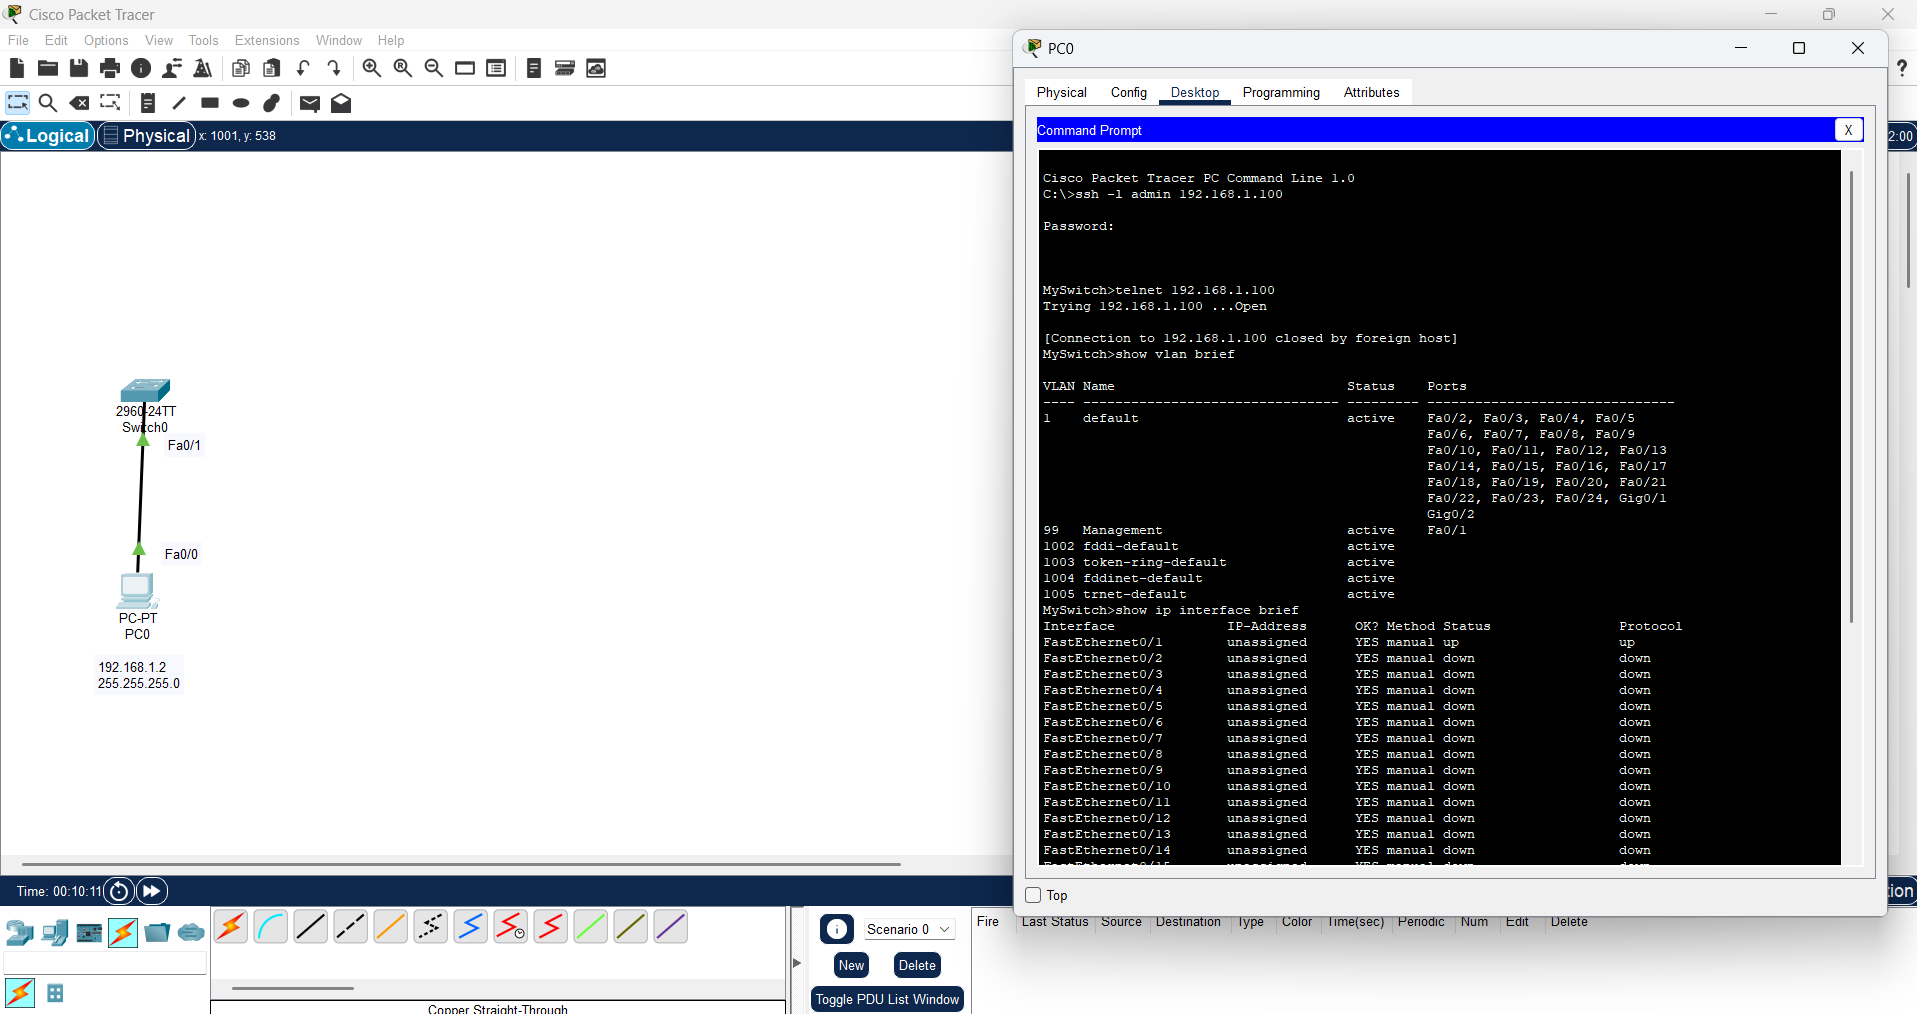 Cisco Packet Tracer
File Edit Options View Tools Extensions Window Help
?
Logical Physical x: 1001, y: 538
2:00
2960-24TT
Switch0
Fa0/1
Fa0/0
PC-PT
PC0
192.168.1.2
255.255.255.0
PC0
Physical Config Desktop Programming Attributes
Command Prompt X
Cisco Packet Tracer PC Command Line 1.0
C:\>ssh -l admin 192.168.1.100
Password:
MySwitch>telnet 192.168.1.100
Trying 192.168.1.100 ...Open
[Connection to 192.168.1.100 closed by foreign host]
MySwitch>show vlan brief
VLAN Name Status Ports
---- -------------------------------- --------- -------------------------------
1 default active Fa0/2, Fa0/3, Fa0/4, Fa0/5
Fa0/6, Fa0/7, Fa0/8, Fa0/9
Fa0/10, Fa0/11, Fa0/12, Fa0/13
Fa0/14, Fa0/15, Fa0/16, Fa0/17
Fa0/18, Fa0/19, Fa0/20, Fa0/21
Fa0/22, Fa0/23, Fa0/24, Gig0/1
Gig0/2
99 Management active Fa0/1
1002 fddi-default active
1003 token-ring-default active
1004 fddinet-default active
1005 trnet-default active
MySwitch>show ip interface brief
Interface IP-Address OK? Method Status Protocol
FastEthernet0/1 unassigned YES manual up up
FastEthernet0/2 unassigned YES manual down down
FastEthernet0/3 unassigned YES manual down down
FastEthernet0/4 unassigned YES manual down down
FastEthernet0/5 unassigned YES manual down down
FastEthernet0/6 unassigned YES manual down down
FastEthernet0/7 unassigned YES manual down down
FastEthernet0/8 unassigned YES manual down down
FastEthernet0/9 unassigned YES manual down down
FastEthernet0/10 unassigned YES manual down down
FastEthernet0/11 unassigned YES manual down down
FastEthernet0/12 unassigned YES manual down down
FastEthernet0/13 unassigned YES manual down down
FastEthernet0/14 unassigned YES manual down down
FastEthernet0/15 unassigned YES manual down down
Top
Time: 00:10:11
tion
Scenario 0
New Delete
Toggle PDU List Window
Fire Last Status Source Destination Type Color Time(sec) Periodic Num Edit Delete
Copper Straight-Through